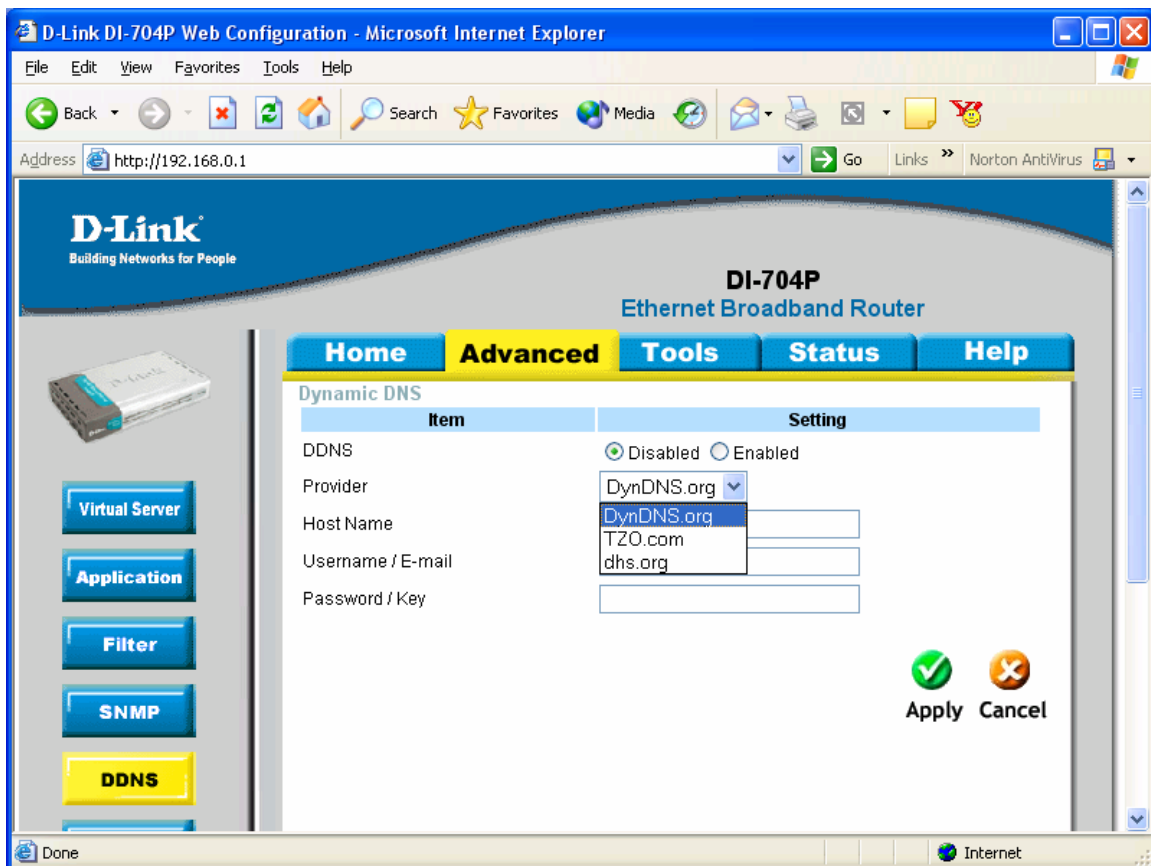 D-Link DI-704P Web Configuration - Microsoft Internet Explorer
File Edit View Favorites Tools Help
Back Search Favorites Media
Address http://192.168.0.1 Go Links » Norton AntiVirus
D-Link
Building Networks for People
DI-704P
Ethernet Broadband Router
Home Advanced Tools Status Help
D-Link
Dynamic DNS
Item Setting
DDNS Disabled Enabled
Provider DynDNS.org
DynDNS.org
TZO.com
dhs.org
Host Name
Username / E-mail
Password / Key
Apply Cancel
Virtual Server
Application
Filter
SNMP
DDNS
Done Internet